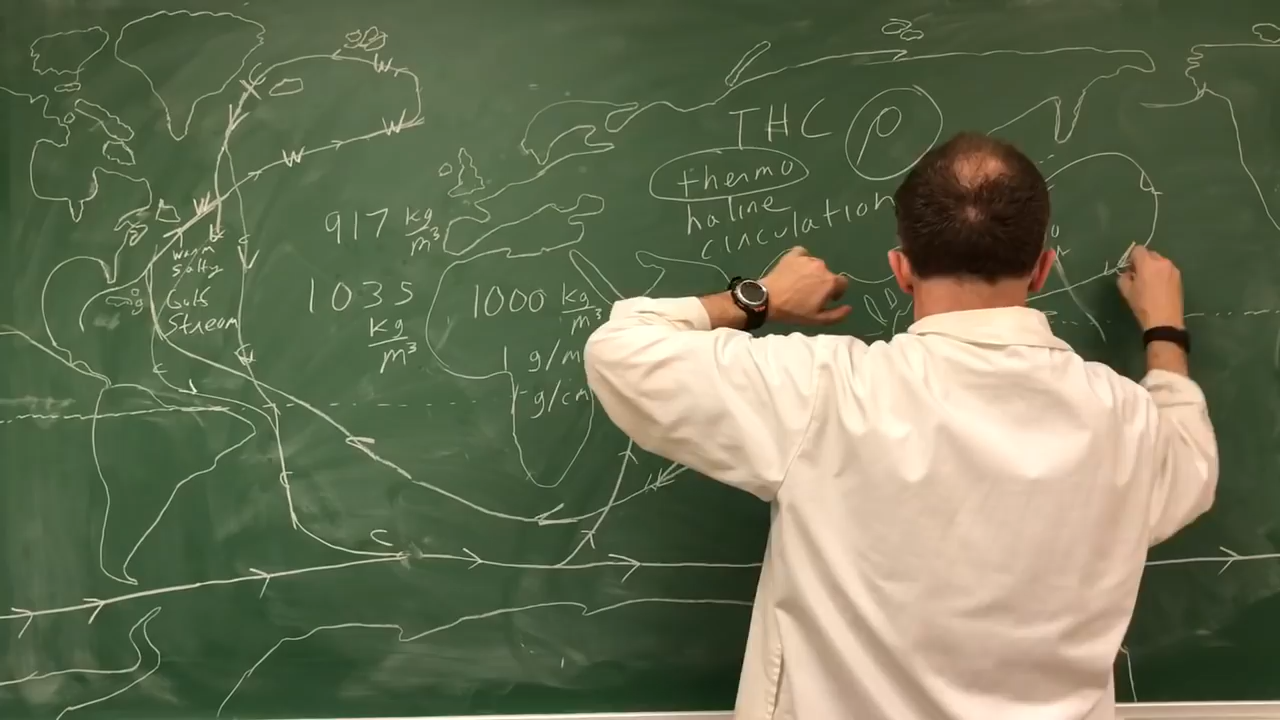 W
W
W
W
C
C
C
C
warm
salty
Gulf
Stream
917 kg/m³
1035
kg/m³
1000 kg/m³
1 g/m
g/cm
THC
ρ
thermo
haline
circulation